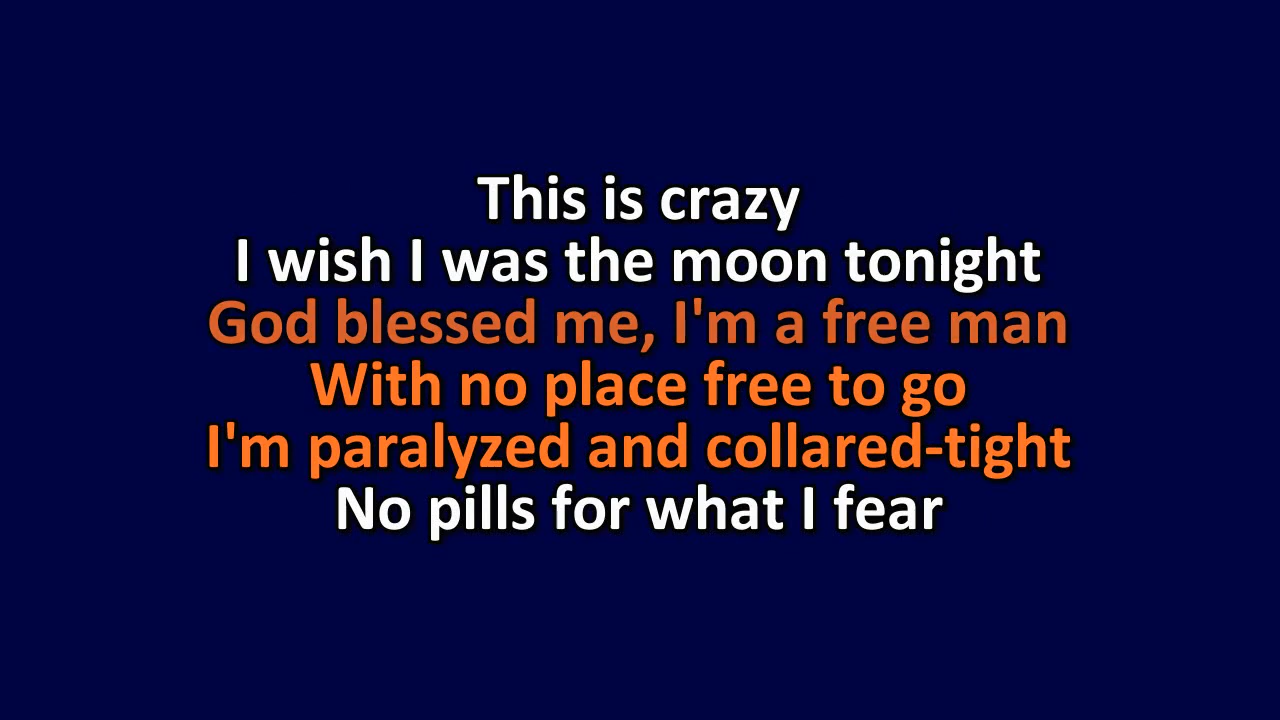 This is crazy
I wish I was the moon tonight
God blessed me, I'm a free man
With no place free to go
I'm paralyzed and collared-tight
No pills for what I fear